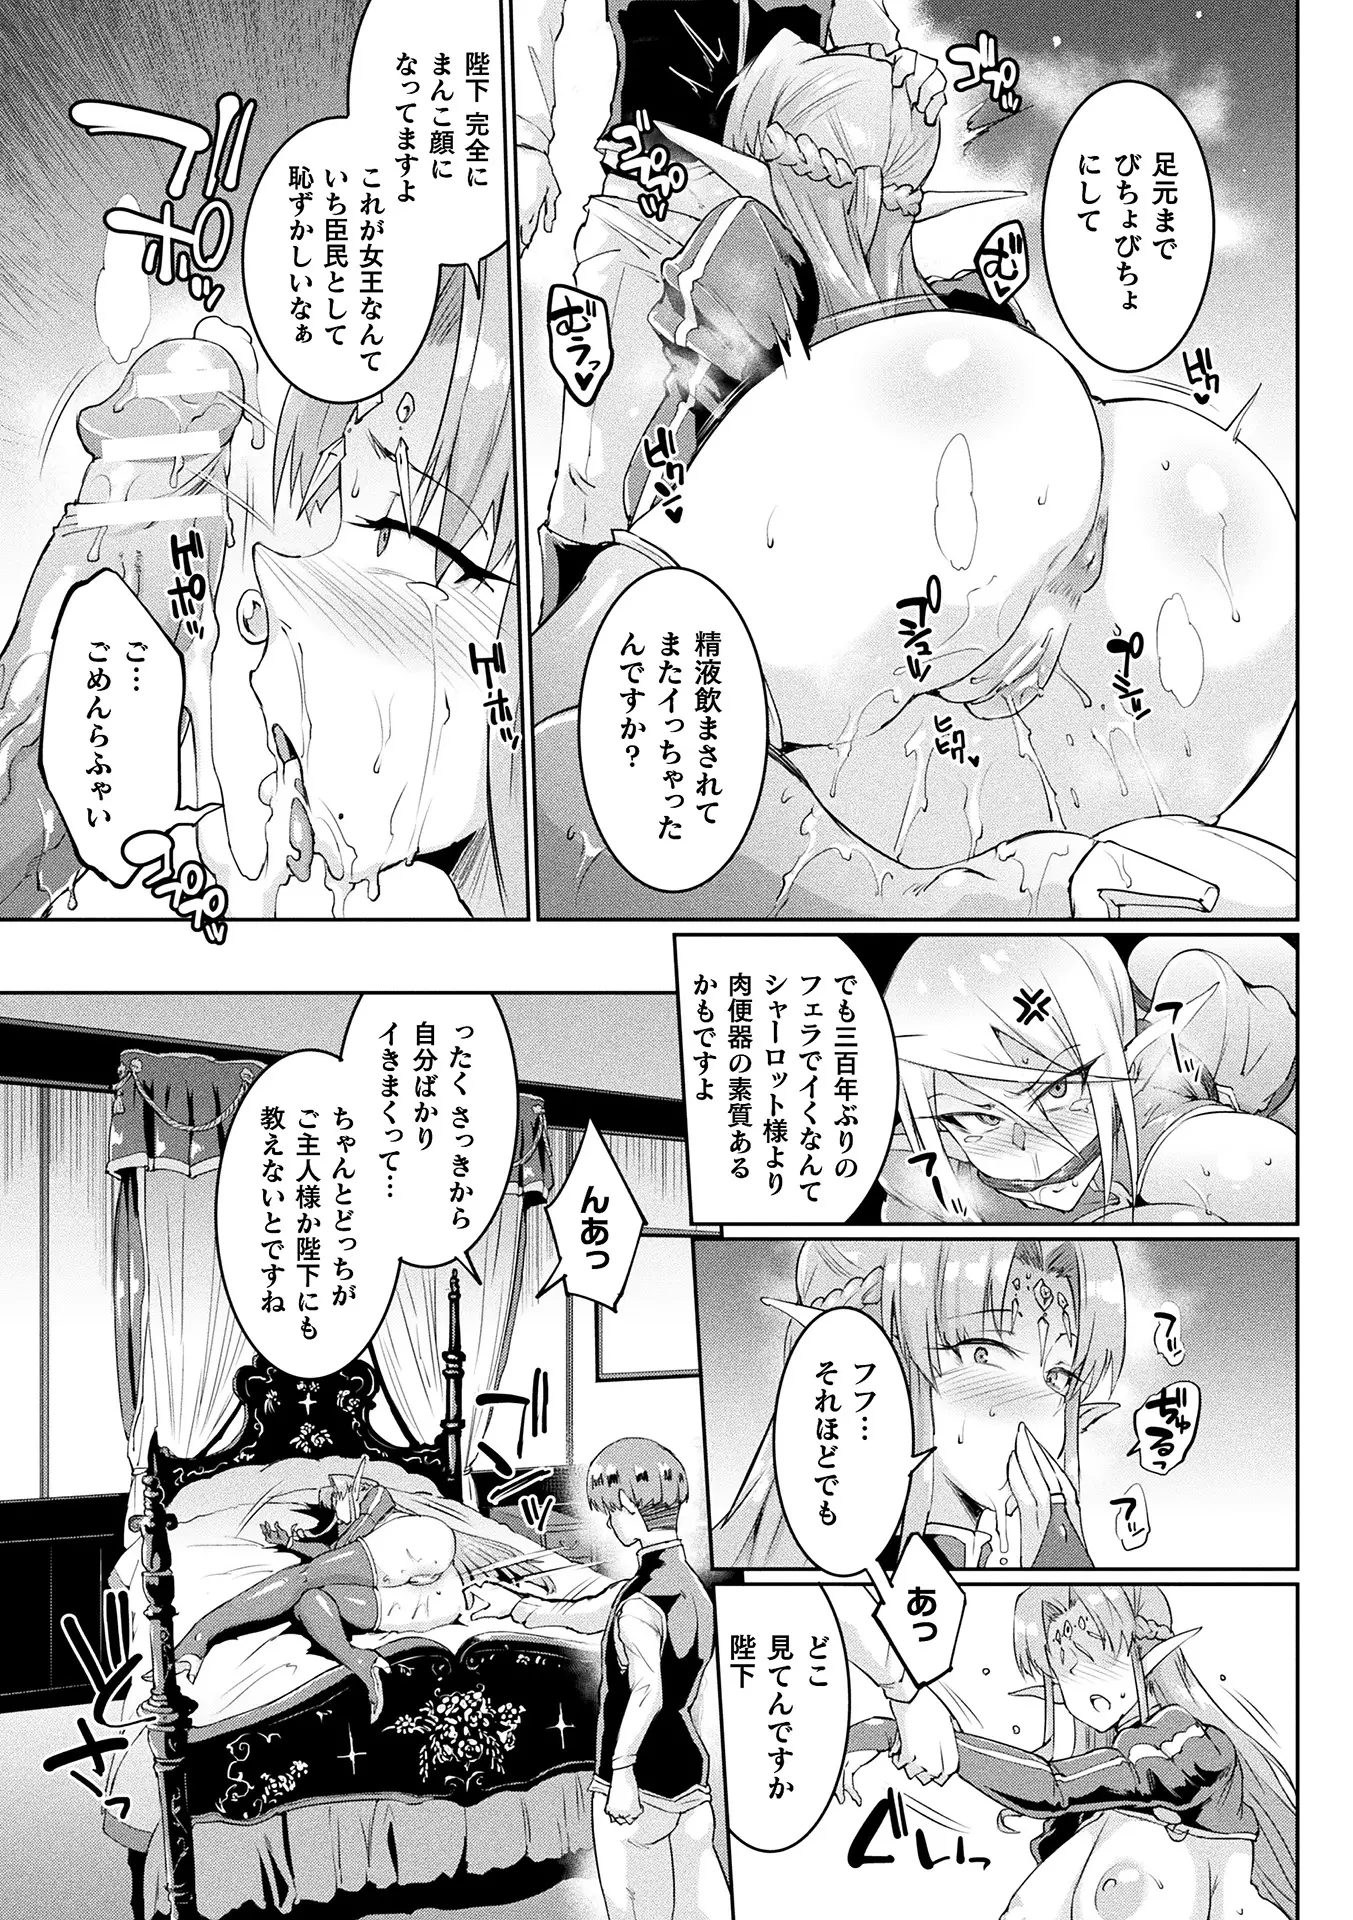 足元まで
びちょびちょ
にして
精液飲まされて
またイっちゃった
んですか?
陛下 完全に
まんこ顔に
なってますよ
これが女王なんて
いち臣民として
恥ずかしいなぁ
ご…
ごめんらふゃい
でも三百年ぶりの
フェラでイくなんて
シャーロット様より
肉便器の素質ある
かもですよ
フフ…
それほどでも
あっ
どこ
見てんですか
陛下
んあっ
ったく さっきから
自分ばかり
イきまくって…
ちゃんとどっちが
ご主人様か陛下にも
教えないとですね